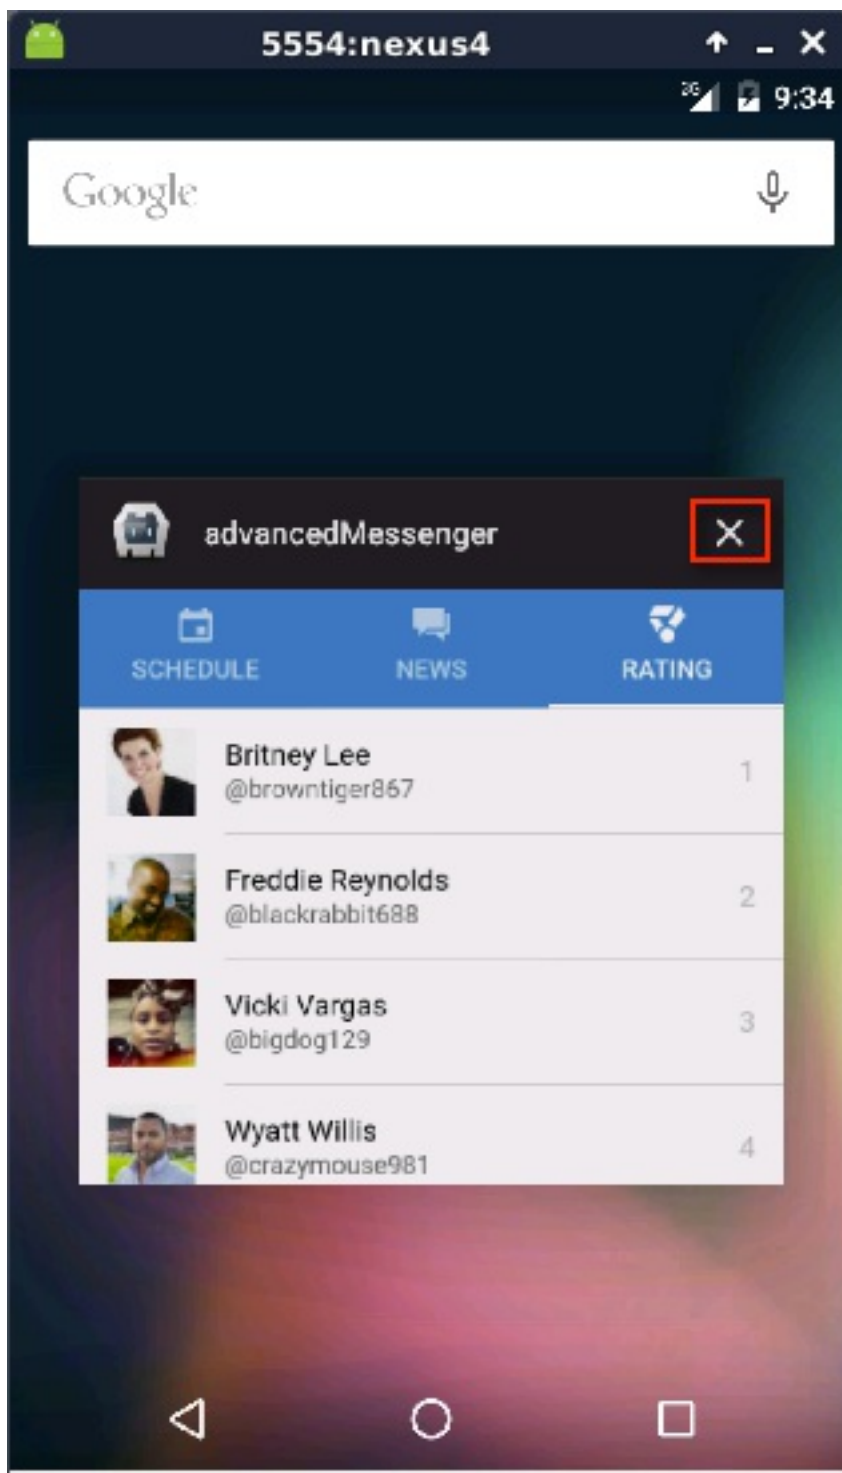 5554:nexus4
3G 9:34
Google
advancedMessenger
SCHEDULE NEWS RATING
Britney Lee
@browntiger867
1
Freddie Reynolds
@blackrabbit688
2
Vicki Vargas
@bigdog129
3
Wyatt Willis
@crazymouse981
4